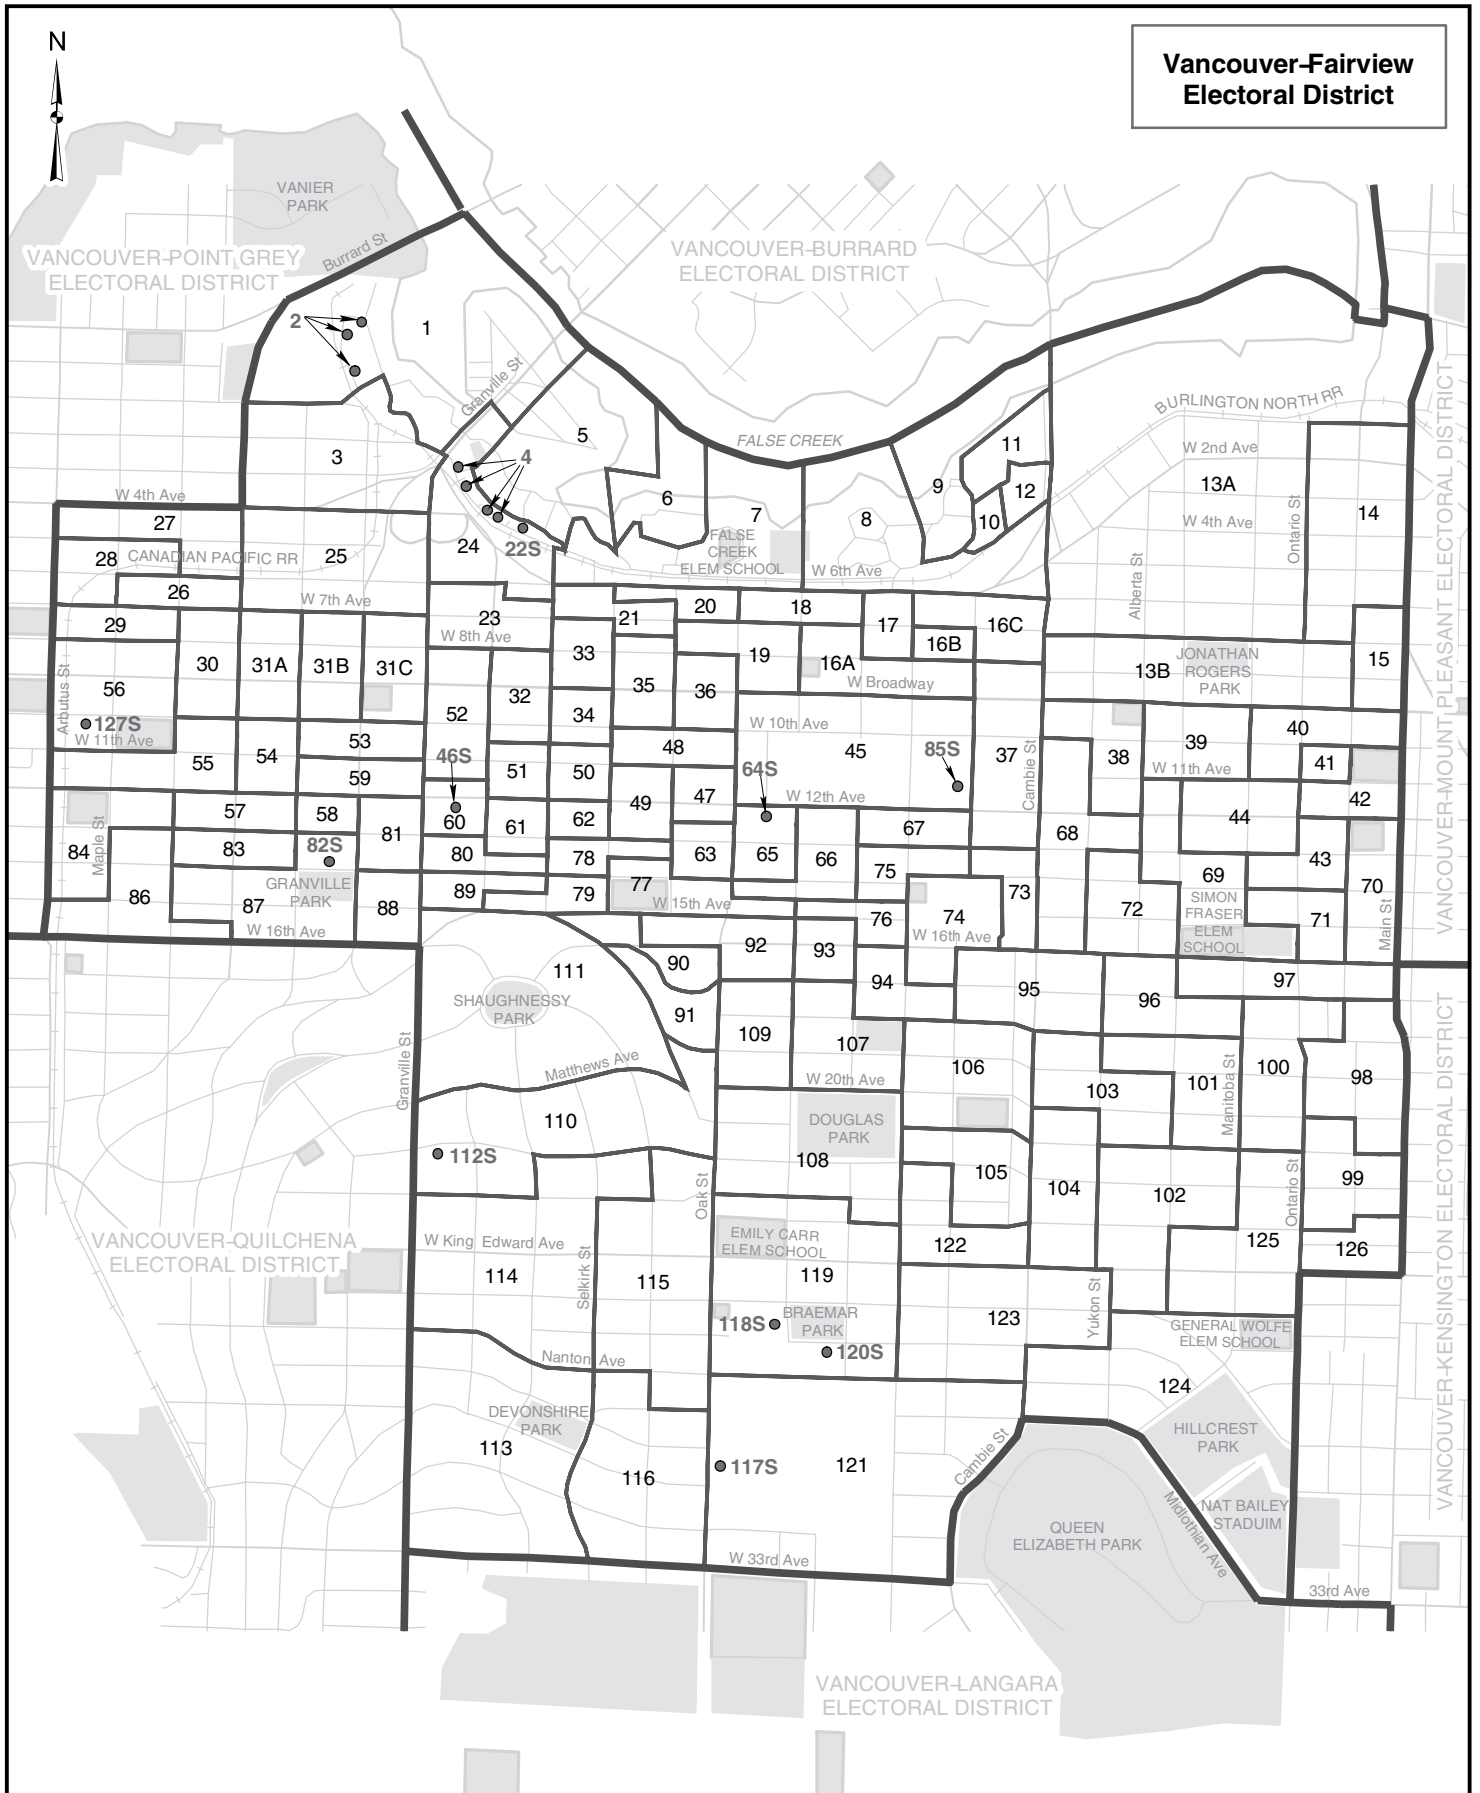 N
Vancouver–Fairview
Electoral District
VANIER
PARK
VANCOUVER–POINT GREY
ELECTORAL DISTRICT
Burrard St
VANCOUVER–BURRARD
ELECTORAL DISTRICT
2
1
Granville St
5
4
3
FALSE CREEK
BURLINGTON NORTH RR
W 2nd Ave
11
9
12
13A
10
14
W 4th Ave
W 4th Ave
Ontario St
6
7
8
27
28
CANADIAN PACIFIC RR
25
24
22S
FALSE
CREEK
ELEM SCHOOL
W 6th Ave
Alberta St
26
W 7th Ave
23
21
20
18
17
16C
16B
29
W 8th Ave
30
31A
31B
31C
33
19
16A
W Broadway
13B
JONATHAN
ROGERS
PARK
15
VANCOUVER-MOUNT PLEASANT ELECTORAL DISTRICT
Arbutus St
56
127S
W 11th Ave
32
35
36
52
34
W 10th Ave
40
53
48
45
85S
37
Cambie St
38
39
W 11th Ave
41
55
54
46S
51
50
64S
59
49
47
W 12th Ave
42
57
58
81
60
61
62
67
68
44
Maple St
84
83
82S
80
78
63
65
66
75
69
43
86
87
GRANVILLE
PARK
88
89
79
77
W 15th Ave
76
74
73
72
SIMON
FRASER
ELEM
SCHOOL
71
70
Main St
W 16th Ave
W 16th Ave
92
93
90
111
94
95
96
97
SHAUGHNESSY
PARK
91
109
107
106
Granville St
Matthews Ave
W 20th Ave
103
101
Manitoba St
100
98
110
DOUGLAS
PARK
108
112S
105
104
102
99
Oak St
Ontario St
VANCOUVER–QUILCHENA
ELECTORAL DISTRICT
W King Edward Ave
EMILY CARR
ELEM SCHOOL
122
125
126
VANCOUVER-KENSINGTON ELECTORAL DISTRICT
114
Selkirk St
115
119
118S
BRAEMAR
PARK
123
Yukon St
GENERAL WOLFE
ELEM SCHOOL
Nanton Ave
120S
124
DEVONSHIRE
PARK
113
116
117S
121
Cambie St
HILLCREST
PARK
Midlothian Ave
NAT BAILEY
STADUIM
QUEEN
ELIZABETH PARK
W 33rd Ave
33rd Ave
VANCOUVER–LANGARA
ELECTORAL DISTRICT